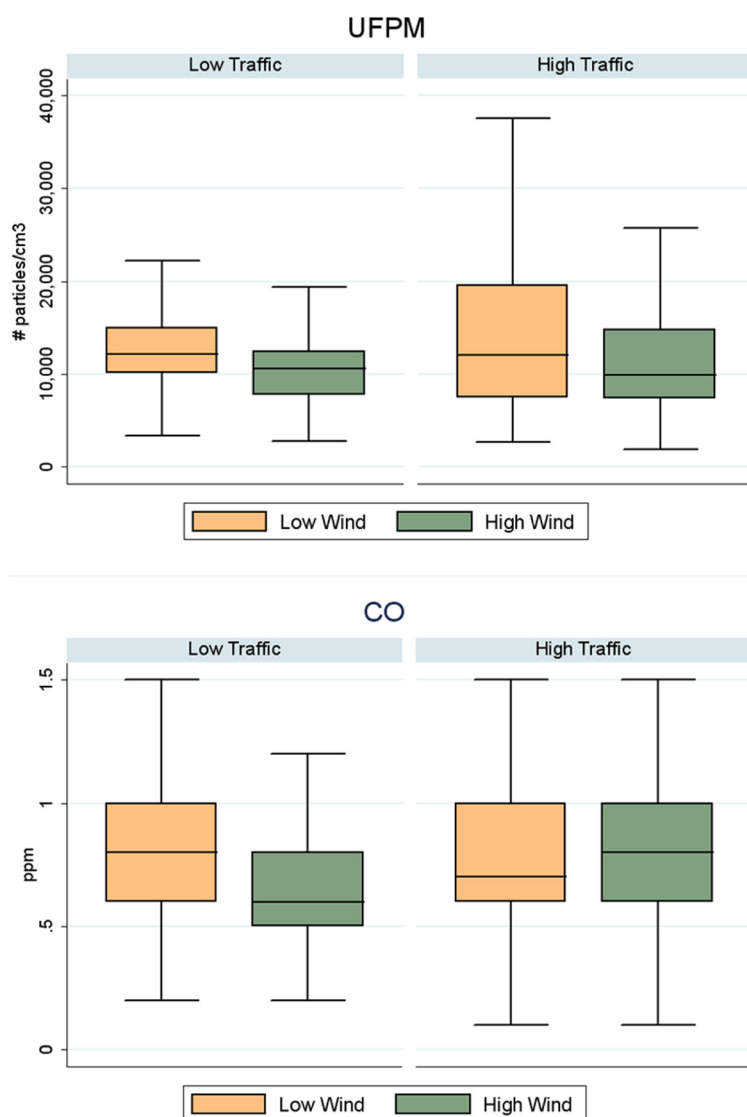 UFPM
Low Traffic High Traffic
40,000
30,000
20,000
10,000
0
# particles/cm3
Low Wind High Wind
CO
Low Traffic High Traffic
1.5
1
.5
0
ppm
Low Wind High Wind